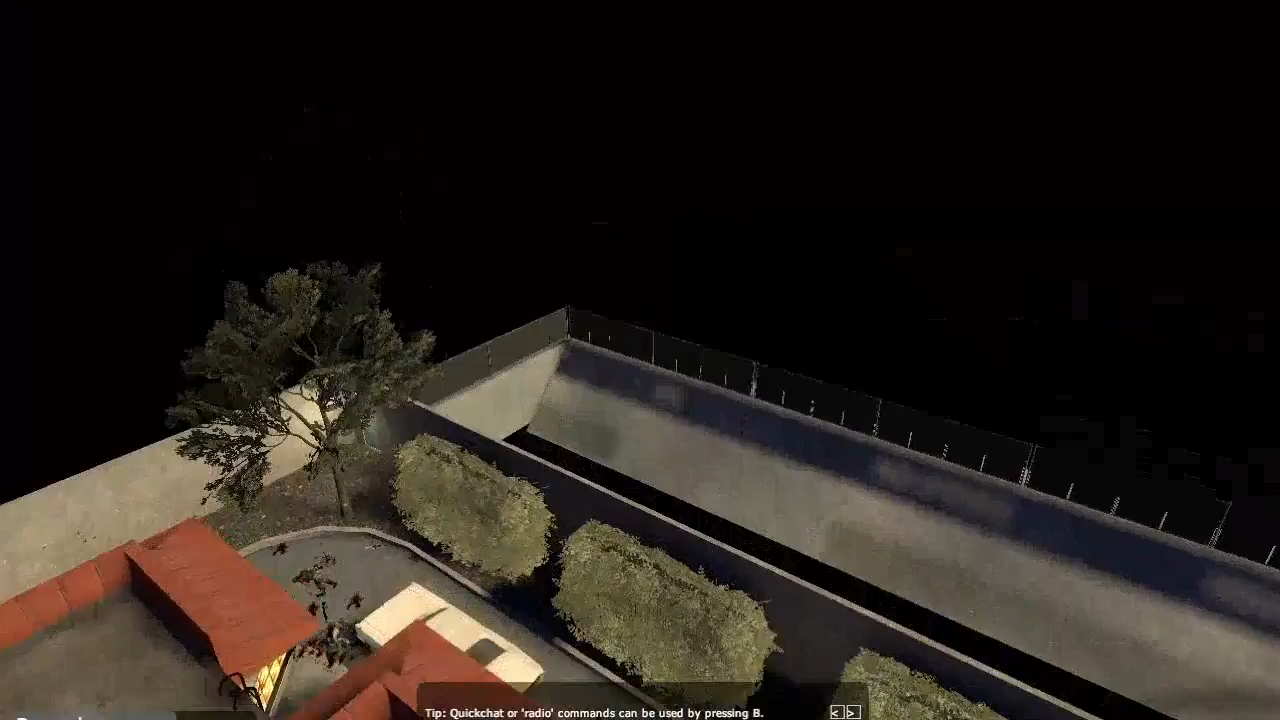 Tip: Quickchat or 'radio' commands can be used by pressing B.
< >